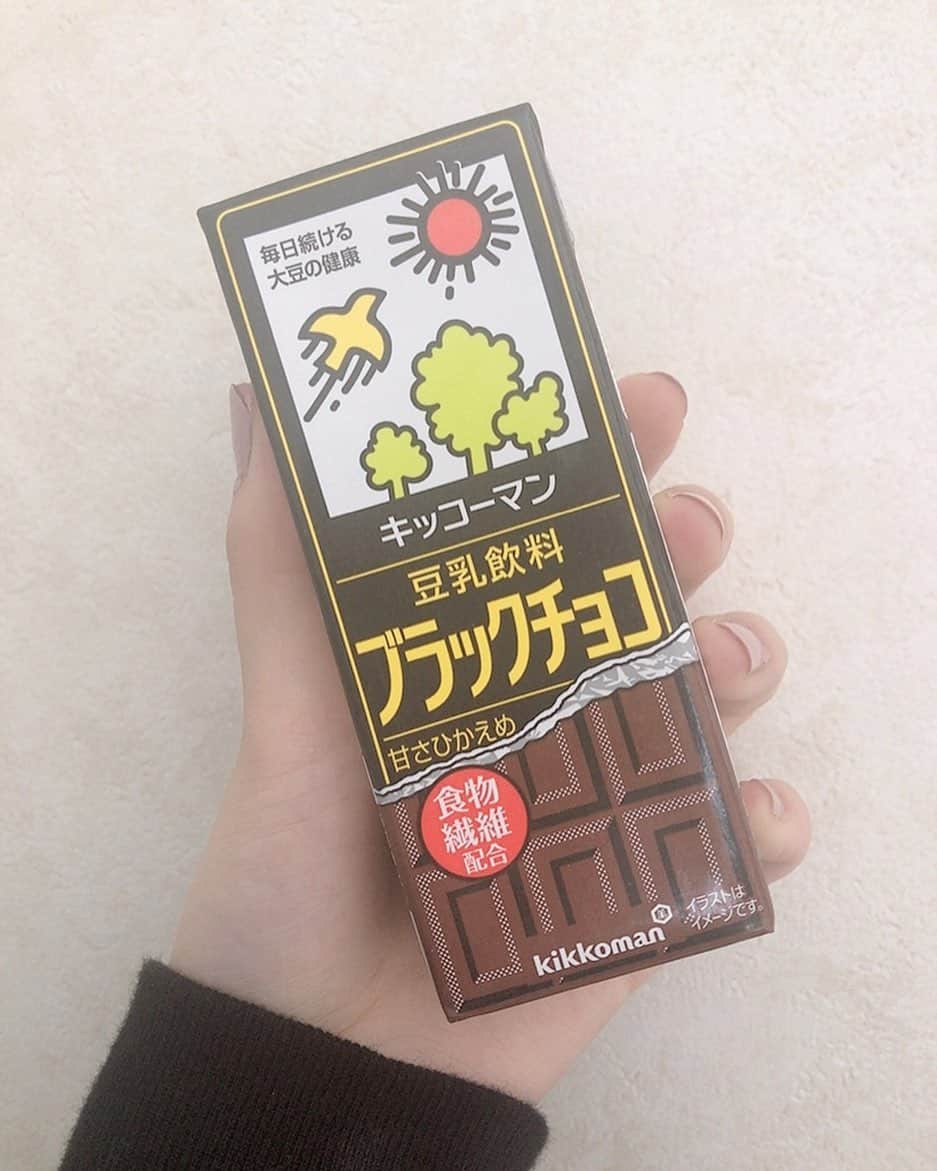 毎日続ける
大豆の健康
キッコーマン
豆乳飲料
ブラックチョコ
甘さひかえめ
食物
繊維
配合
kikkoman
イラストは
イメージです。